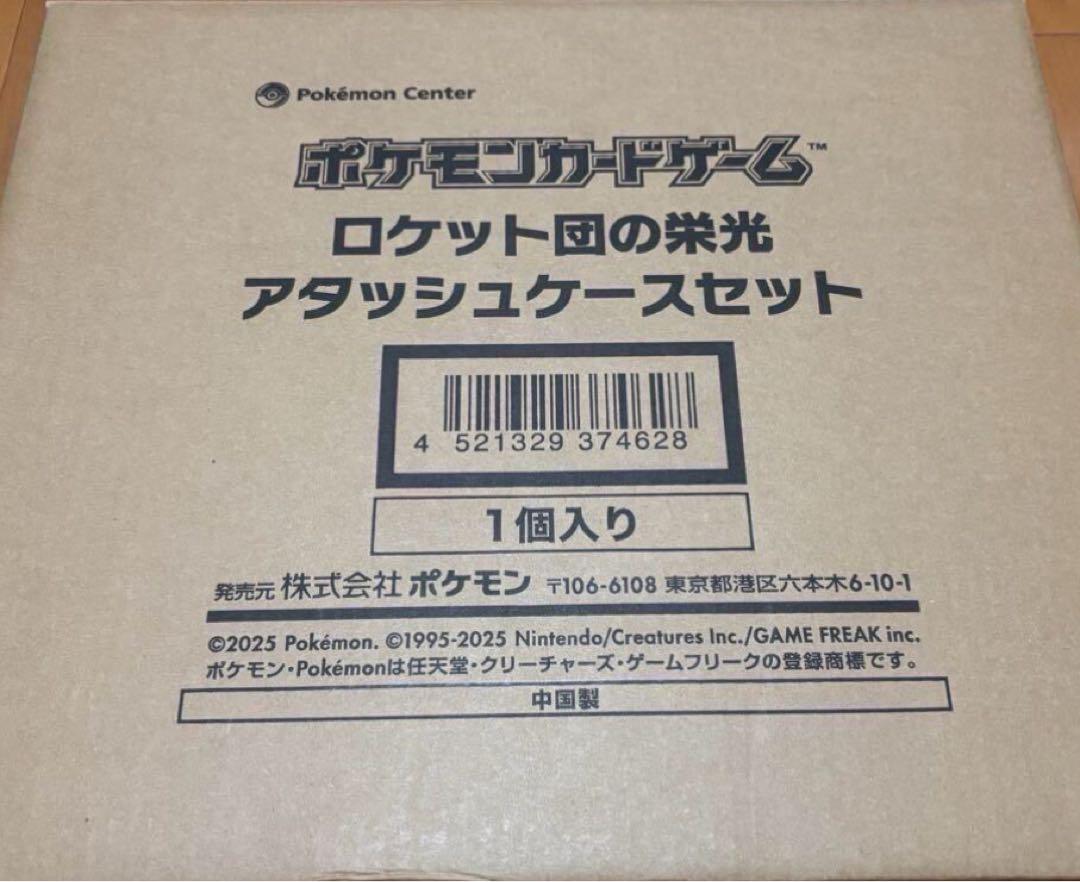 Pokémon Center
ポケモンカードゲーム™
ロケット団の栄光
アタッシュケースセット
4 521329 374628
1個入り
発売元 株式会社 ポケモン 〒106-6108 東京都港区六本木6-10-1
©2025 Pokémon. ©1995-2025 Nintendo/Creatures Inc./GAME FREAK inc.
ポケモン・Pokémonは任天堂・クリーチャーズ・ゲームフリークの登録商標です。
中国製